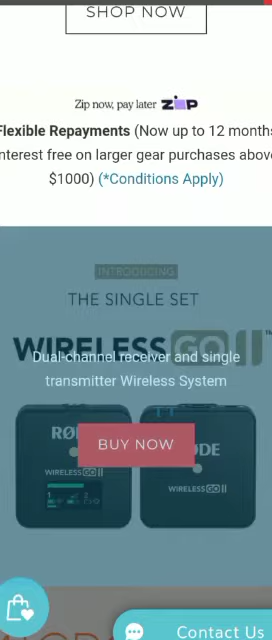 SHOP NOW
Zip now, pay later ZIP
Flexible Repayments (Now up to 12 months
interest free on larger gear purchases above
$1000) (*Conditions Apply)
INTRODUCING
THE SINGLE SET
WIRELESS GO II™
Dual-channel receiver and single
transmitter Wireless System
BUY NOW
WIRELESS GO II
WIRELESS GO II
Contact Us